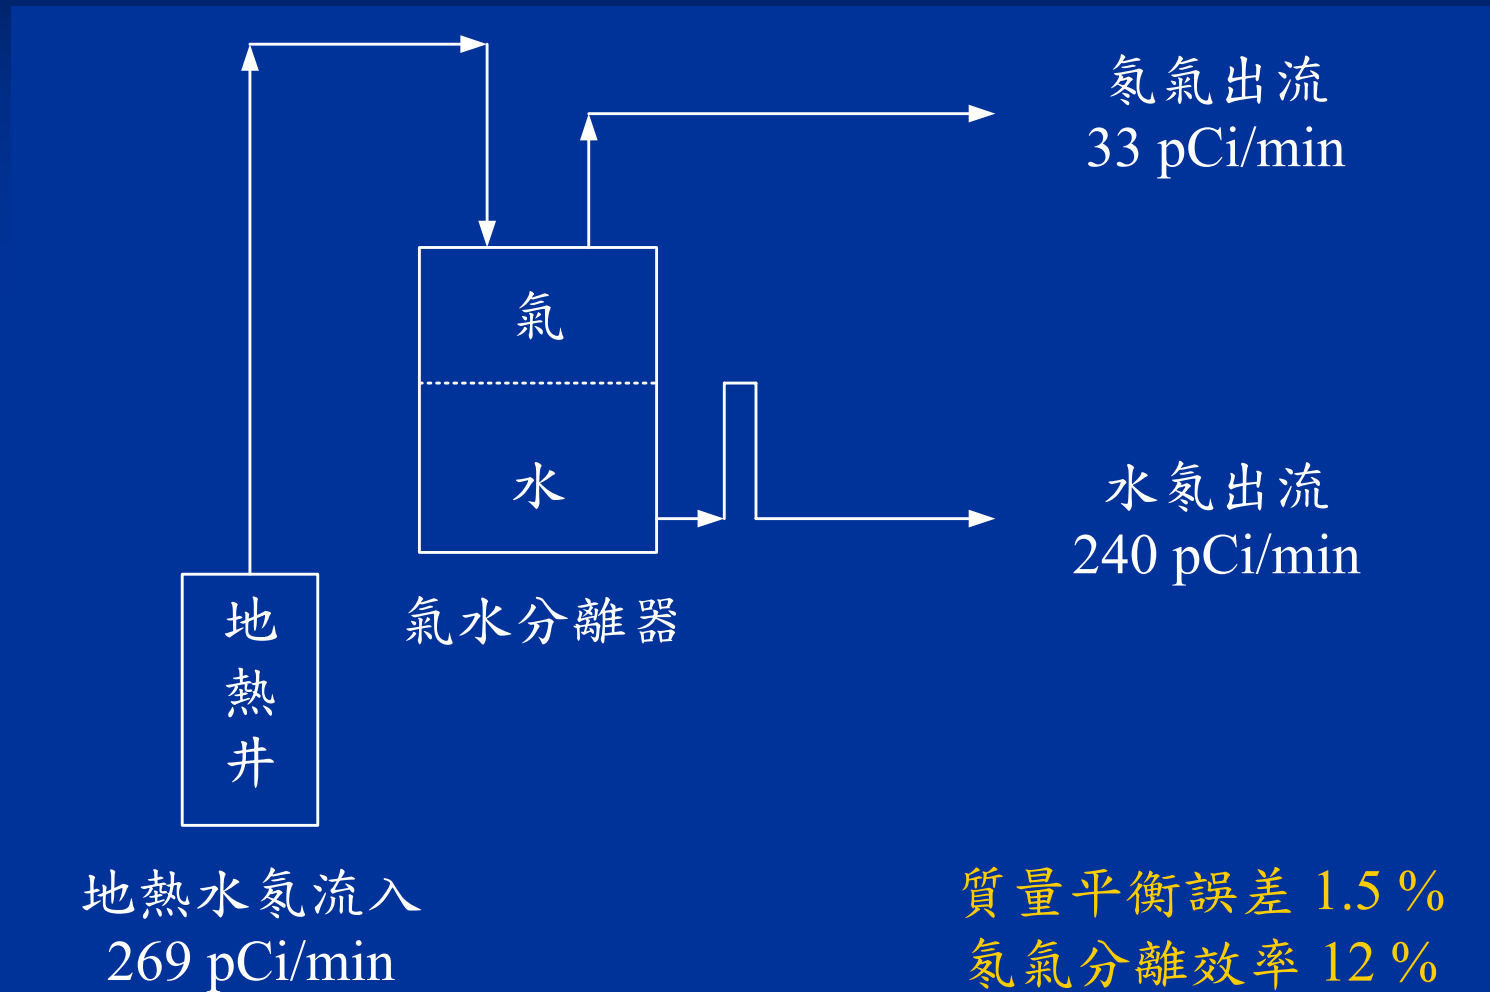 氡氣出流
33 pCi/min
氣
水
水氡出流
240 pCi/min
氣水分離器
地熱井
地熱水氡流入
269 pCi/min
質量平衡誤差 1.5 %
氡氣分離效率 12 %